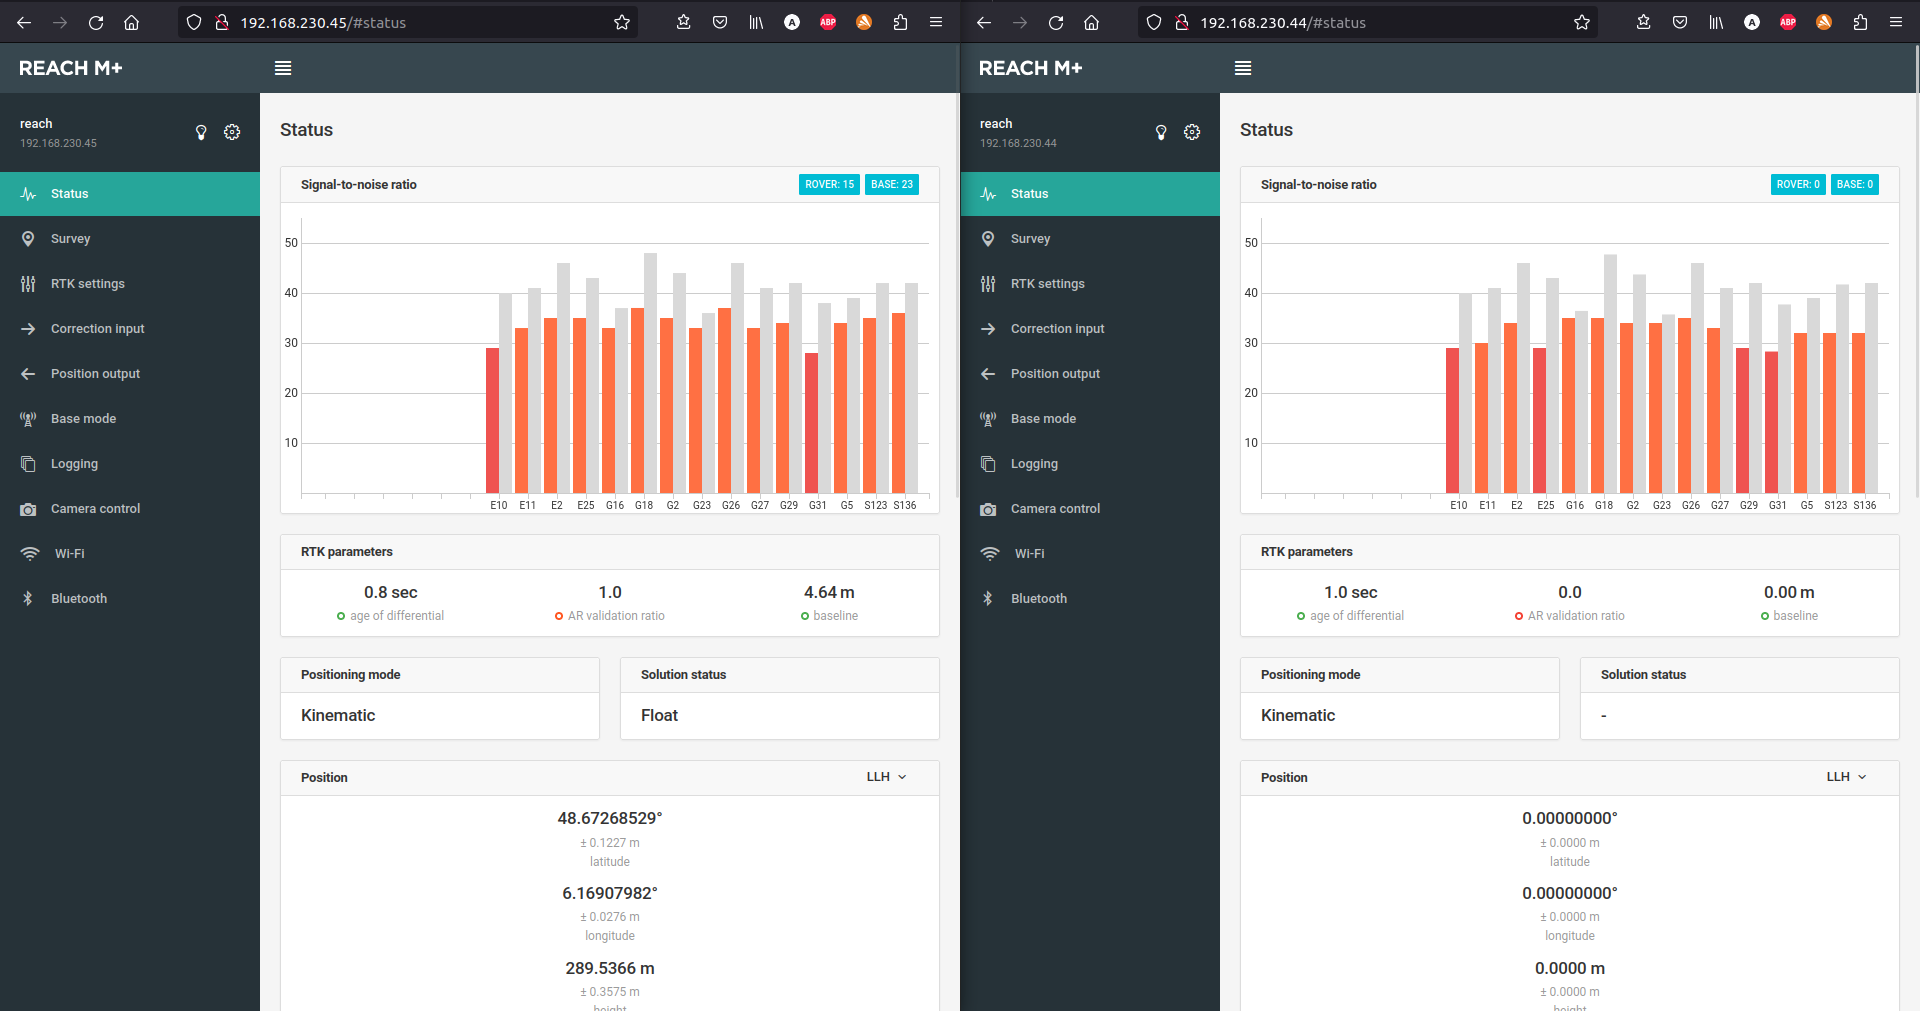 192.168.230.45/#status
REACH M+
reach
192.168.230.45
Status
Survey
RTK settings
Correction input
Position output
Base mode
Logging
Camera control
Wi-Fi
Bluetooth
Status
Signal-to-noise ratio
ROVER: 15 BASE: 23
50
40
30
20
10
E10 E11 E2 E25 G16 G18 G2 G23 G26 G27 G29 G31 G5 S123 S136
RTK parameters
0.8 sec 1.0 4.64 m
age of differential AR validation ratio baseline
Positioning mode
Kinematic
Solution status
Float
Position LLH
48.67268529°
± 0.1227 m
latitude
6.16907982°
± 0.0276 m
longitude
289.5366 m
± 0.3575 m
height
192.168.230.44/#status
REACH M+
reach
192.168.230.44
Status
Survey
RTK settings
Correction input
Position output
Base mode
Logging
Camera control
Wi-Fi
Bluetooth
Status
Signal-to-noise ratio
ROVER: 0 BASE: 0
50
40
30
20
10
E10 E11 E2 E25 G16 G18 G2 G23 G26 G27 G29 G31 G5 S123 S136
RTK parameters
1.0 sec 0.0 0.00 m
age of differential AR validation ratio baseline
Positioning mode
Kinematic
Solution status
-
Position LLH
0.00000000°
± 0.0000 m
latitude
0.00000000°
± 0.0000 m
longitude
0.0000 m
± 0.0000 m
height
A
ABP
A
ABP